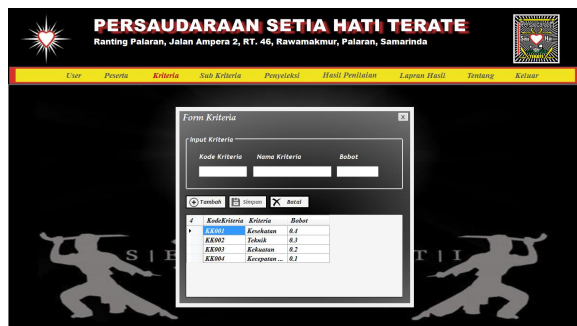 PERSAUDARAAN SETIA HATI TERATE
Ranting Palaran, Jalan Ampera 2, RT. 46, Rawamakmur, Palaran, Samarinda
User Peserta Kriteria Sub Kriteria Penyeleksi Hasil Penilaian Lapran Hasil Tentang Keluar
Form Kriteria x
Input Kriteria
Kode Kriteria Nama Kriteria Bobot
Tambah Simpan Batal
# KodeKriteria Kriteria Bobot
KK001 Kesekatan 0.4
KK002 Teknik 0.3
KK003 Kekuatan 0.2
KK004 Kecepatan ... 0.1
S | E T | I